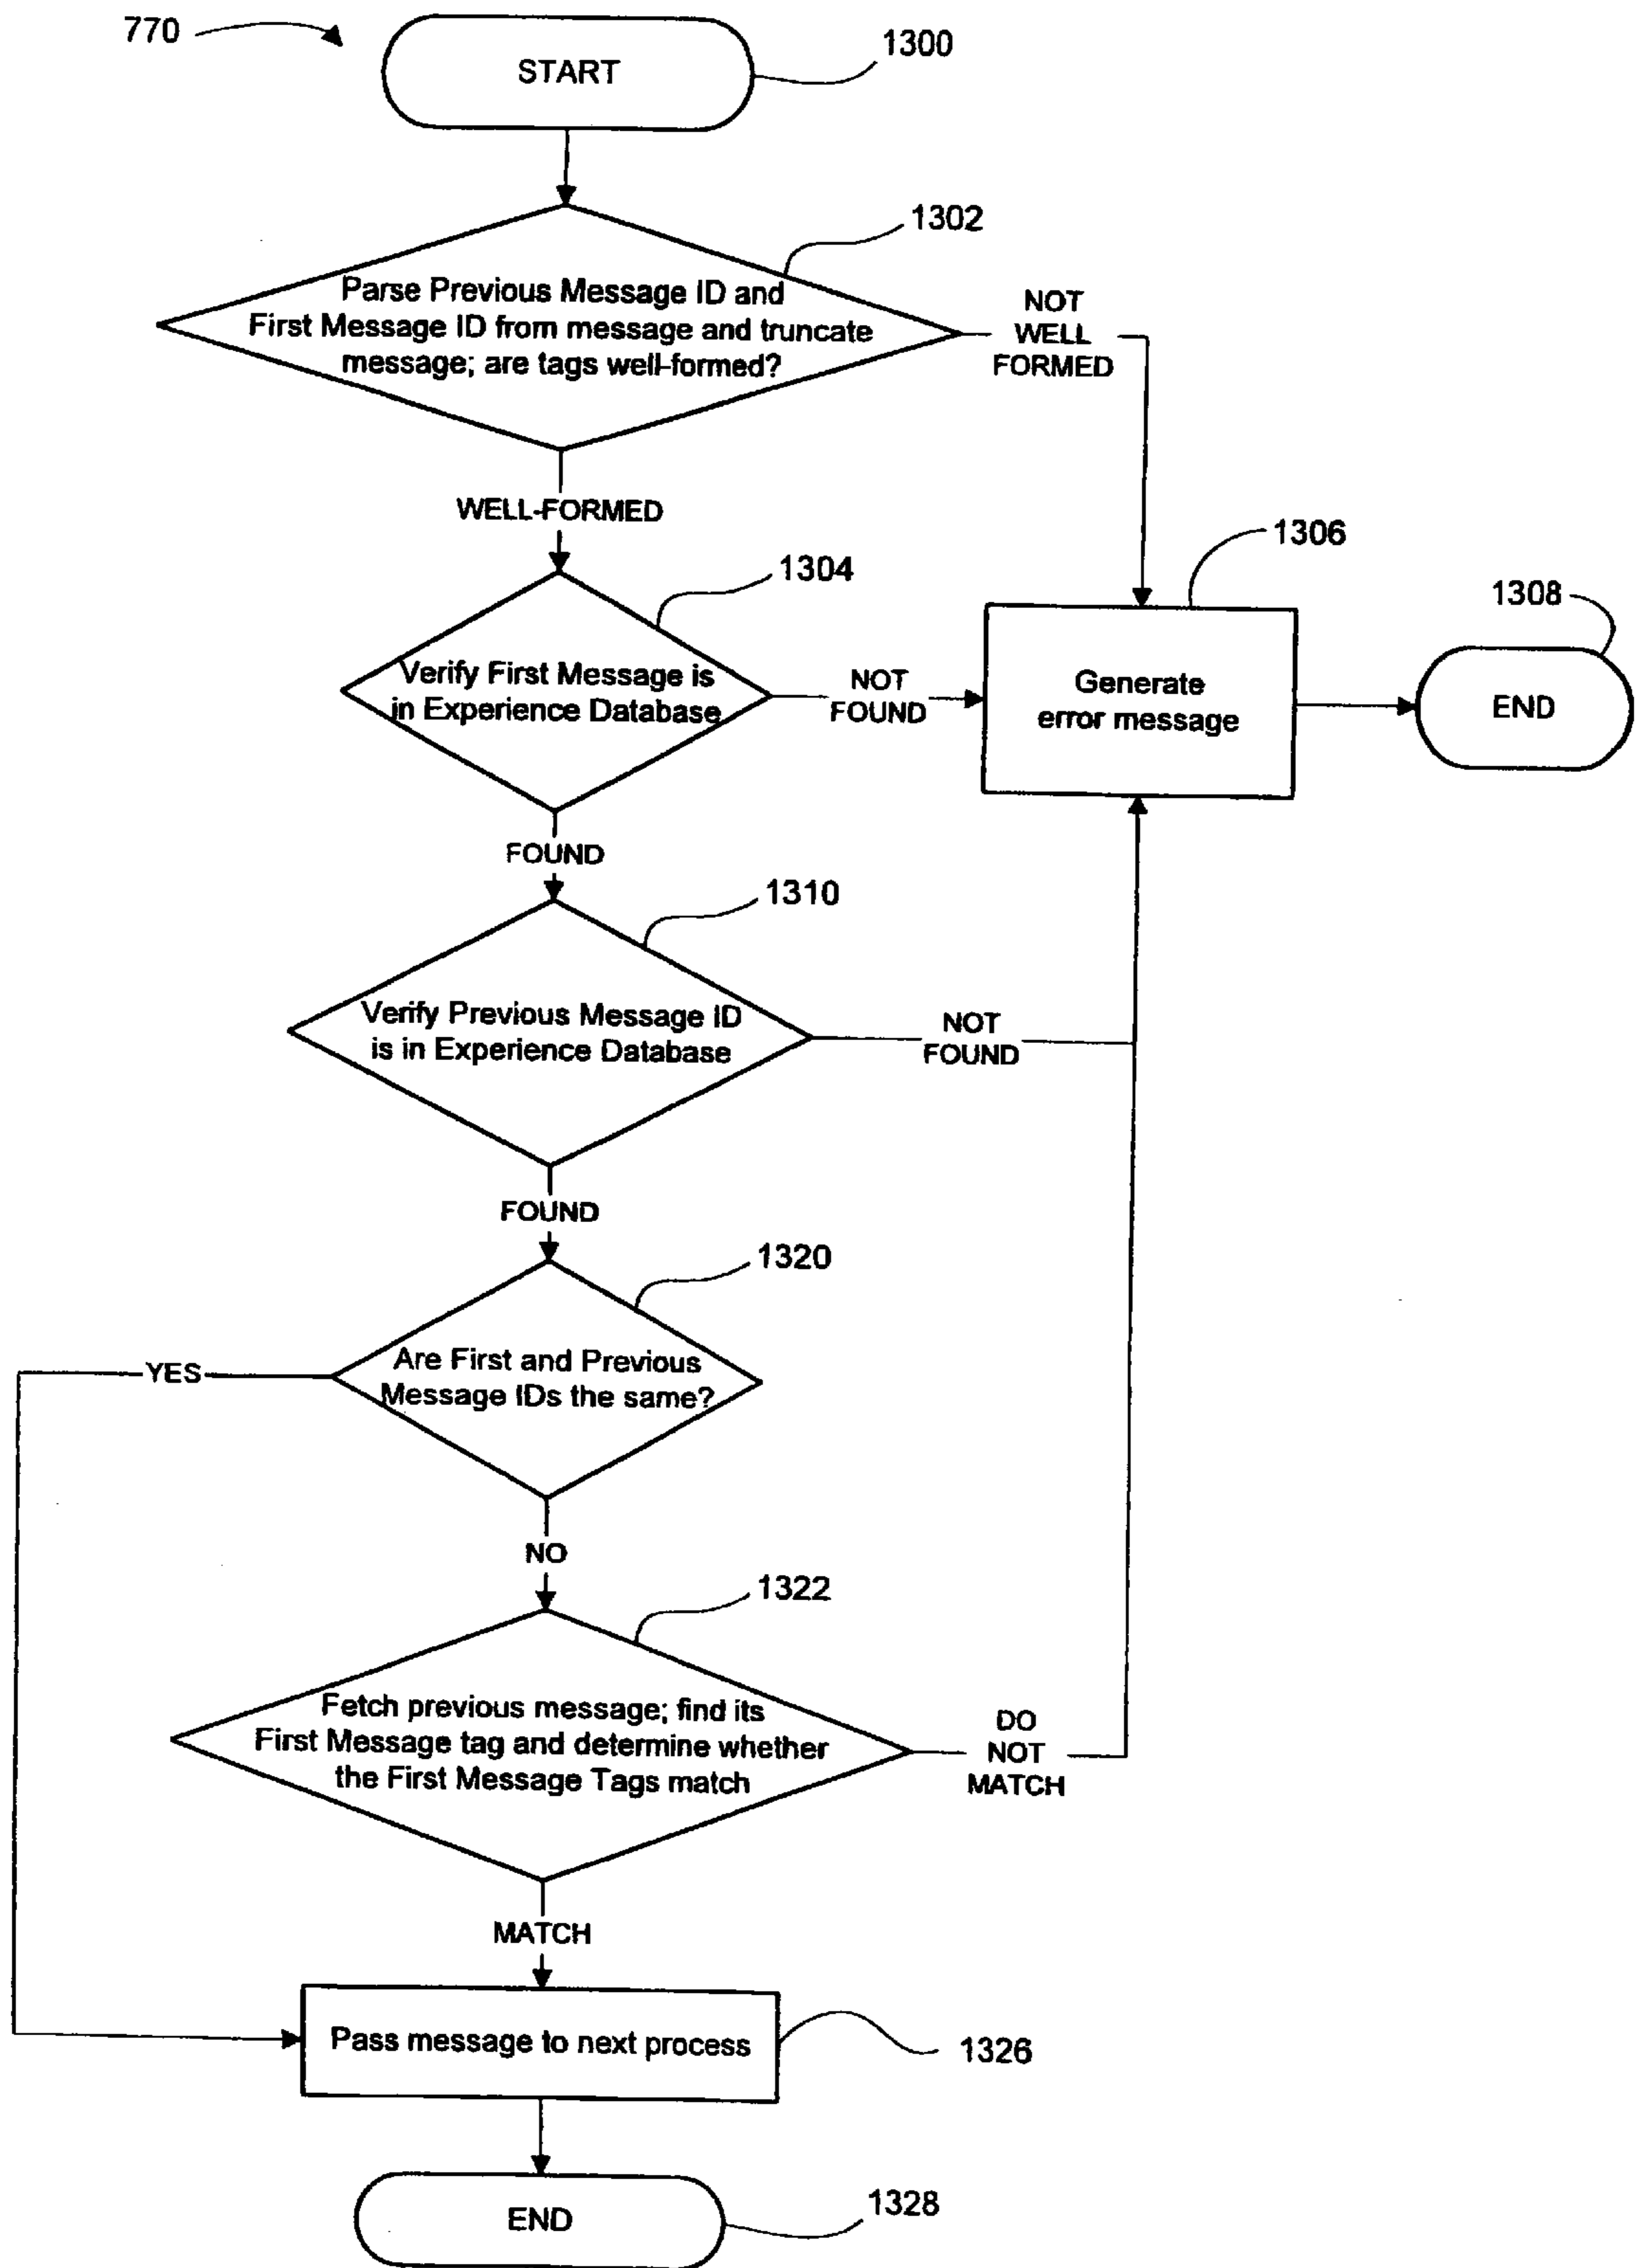 770
START
1300
1302
Parse Previous Message ID and
First Message ID from message and truncate
message; are tags well-formed?
NOT
WELL
FORMED
WELL-FORMED
1304
1306
1308
Verify First Message is
in Experience Database
NOT
FOUND
Generate
error message
END
FOUND
1310
Verify Previous Message ID
is in Experience Database
NOT
FOUND
FOUND
1320
Are First and Previous
Message IDs the same?
YES
NO
1322
Fetch previous message; find its
First Message tag and determine whether
the First Message Tags match
DO
NOT
MATCH
MATCH
Pass message to next process
1326
END
1328